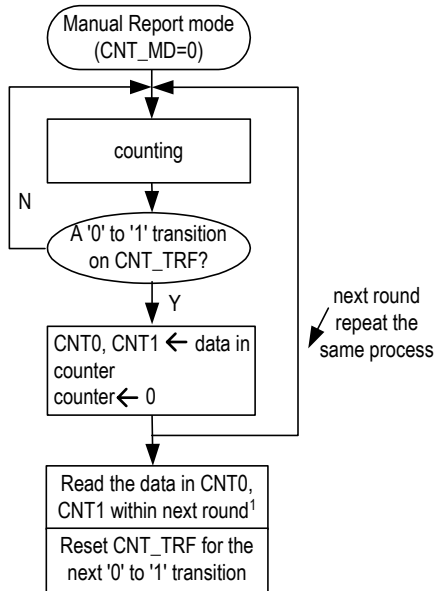 Manual Report mode
(CNT_MD=0)
counting
N
A '0' to '1' transition
on CNT_TRF?
Y
CNT0, CNT1 ← data in
counter
counter← 0
next round
repeat the
same process
Read the data in CNT0,
CNT1 within next round¹
Reset CNT_TRF for the
next '0' to '1' transition